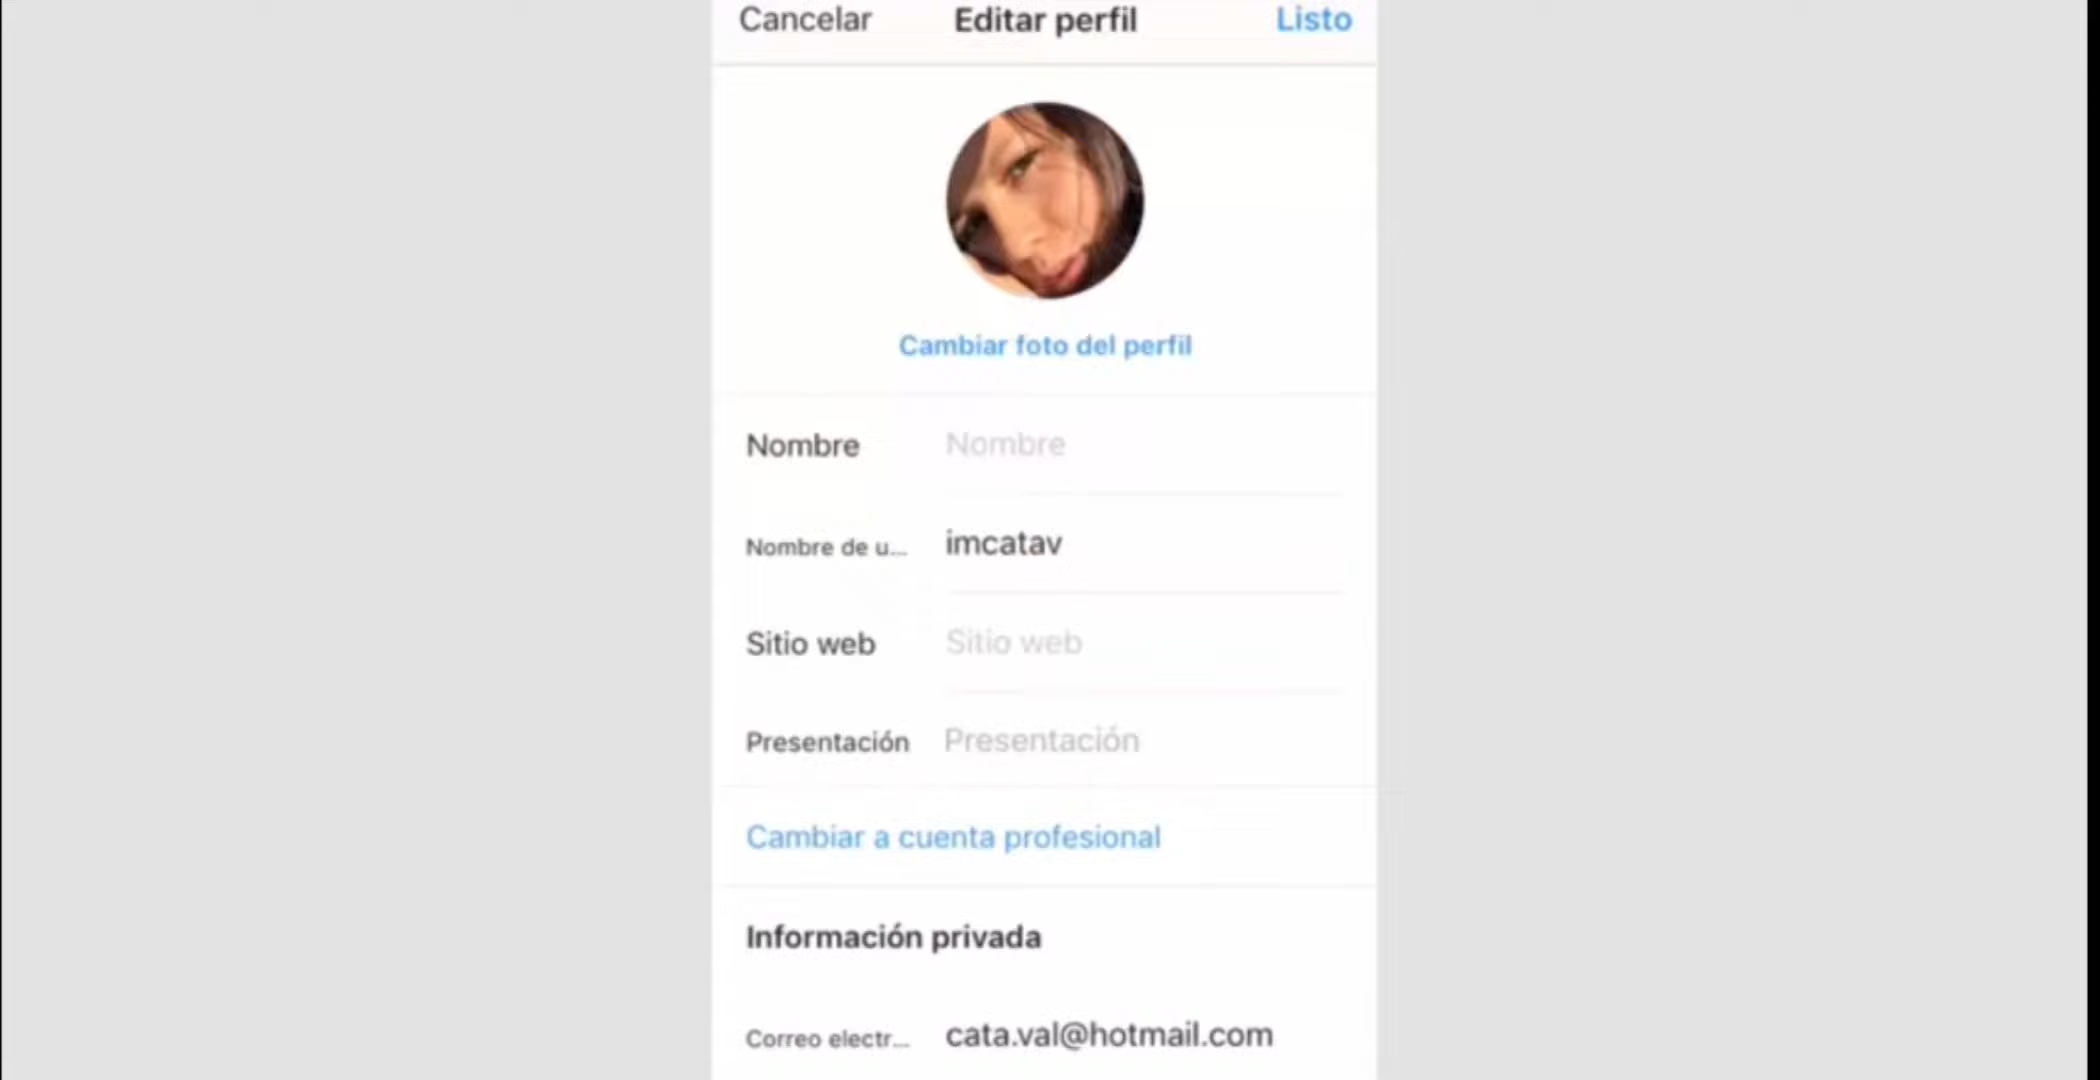 Cancelar Editar perfil Listo
Cambiar foto del perfil
Nombre Nombre
Nombre de u... imcatav
Sitio web Sitio web
Presentación Presentación
Cambiar a cuenta profesional
Información privada
Correo electr... cata.val@hotmail.com